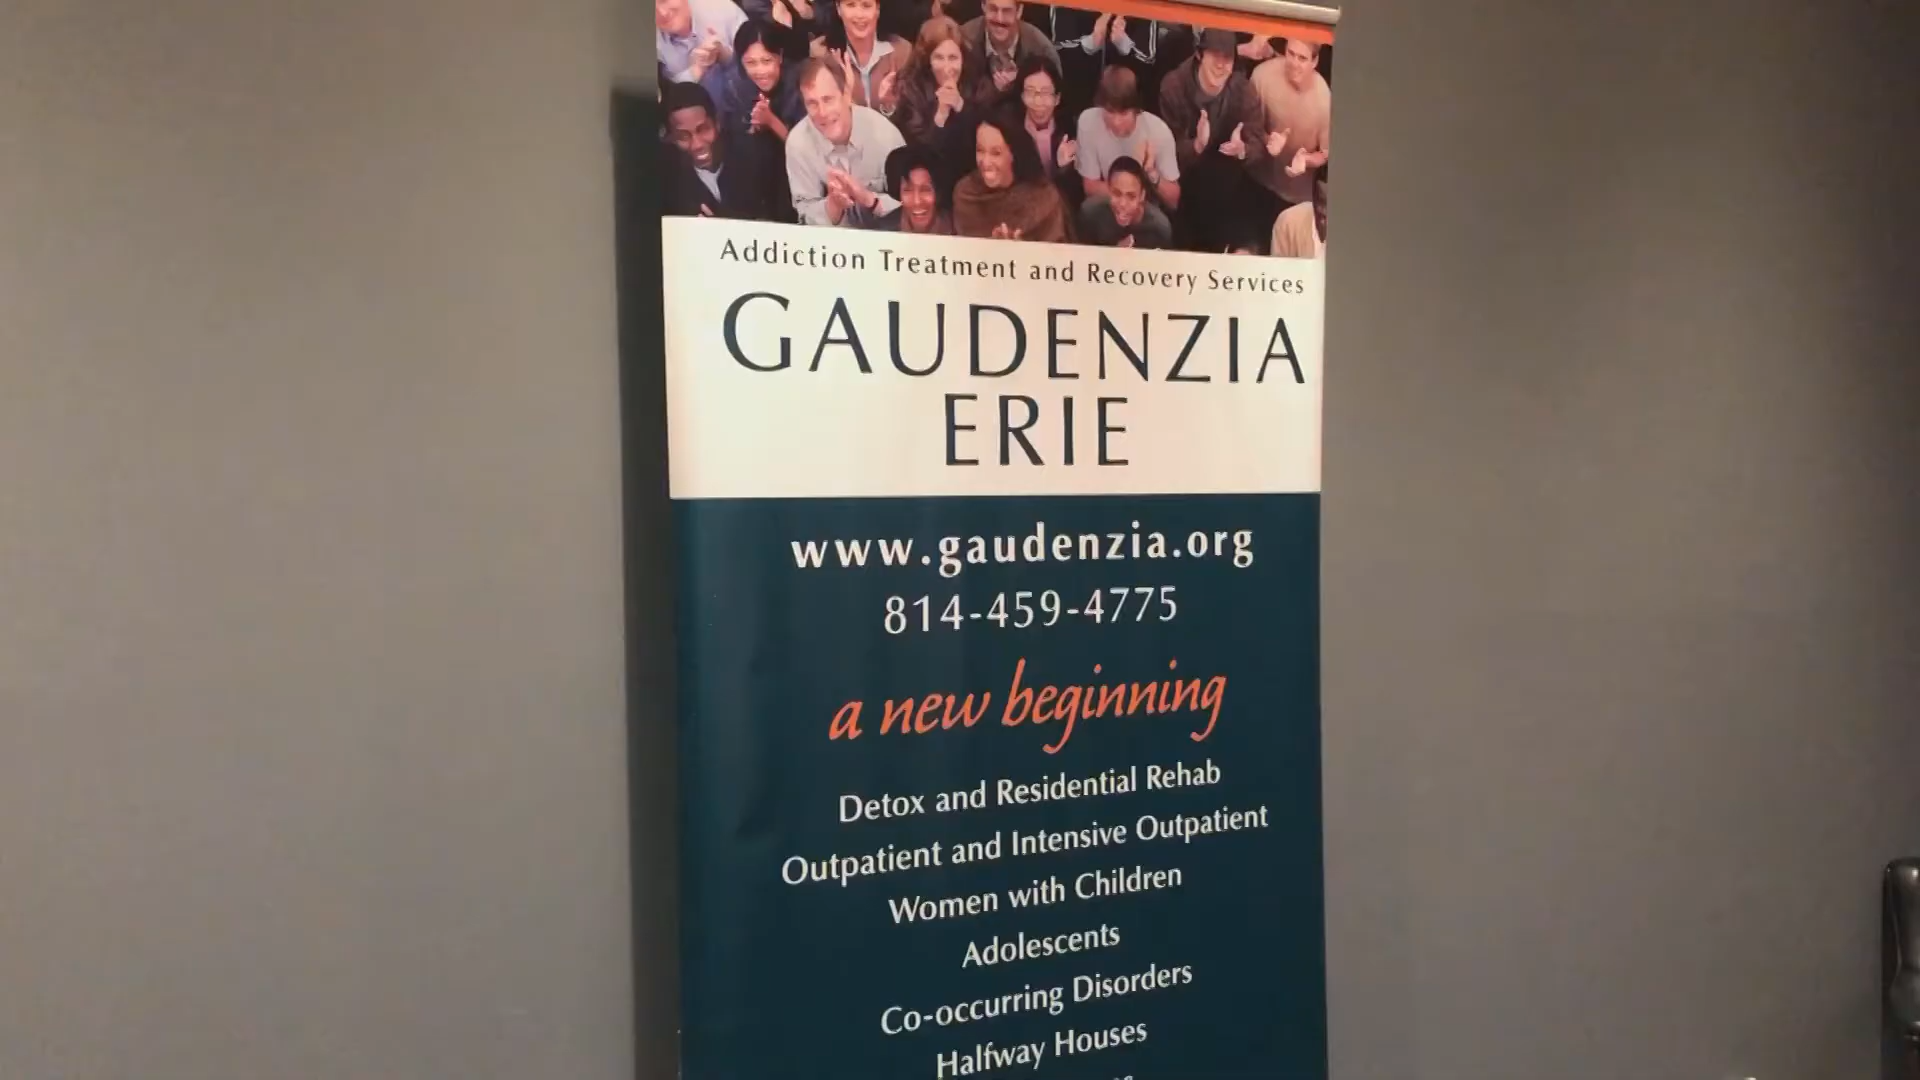 Addiction Treatment and Recovery Services
GAUDENZIA
ERIE
www.gaudenzia.org
814-459-4775
a new beginning
Detox and Residential Rehab
Outpatient and Intensive Outpatient
Women with Children
Adolescents
Co-occurring Disorders
Halfway Houses